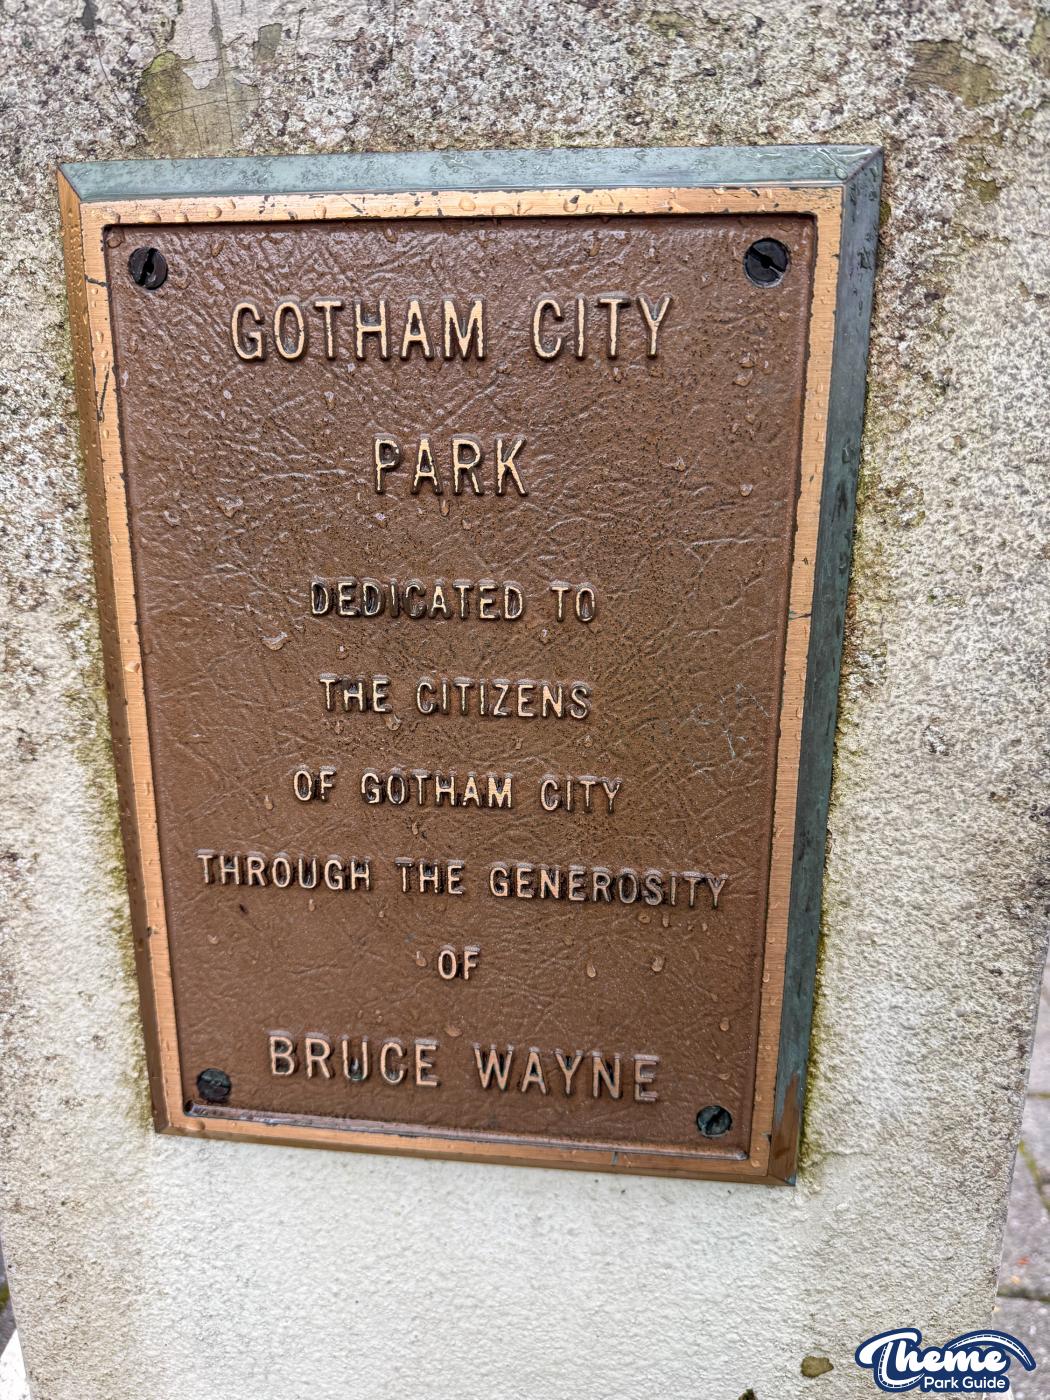 GOTHAM CITY
PARK
DEDICATED TO
THE CITIZENS
OF GOTHAM CITY
THROUGH THE GENEROSITY
OF
BRUCE WAYNE
Theme
Park Guide